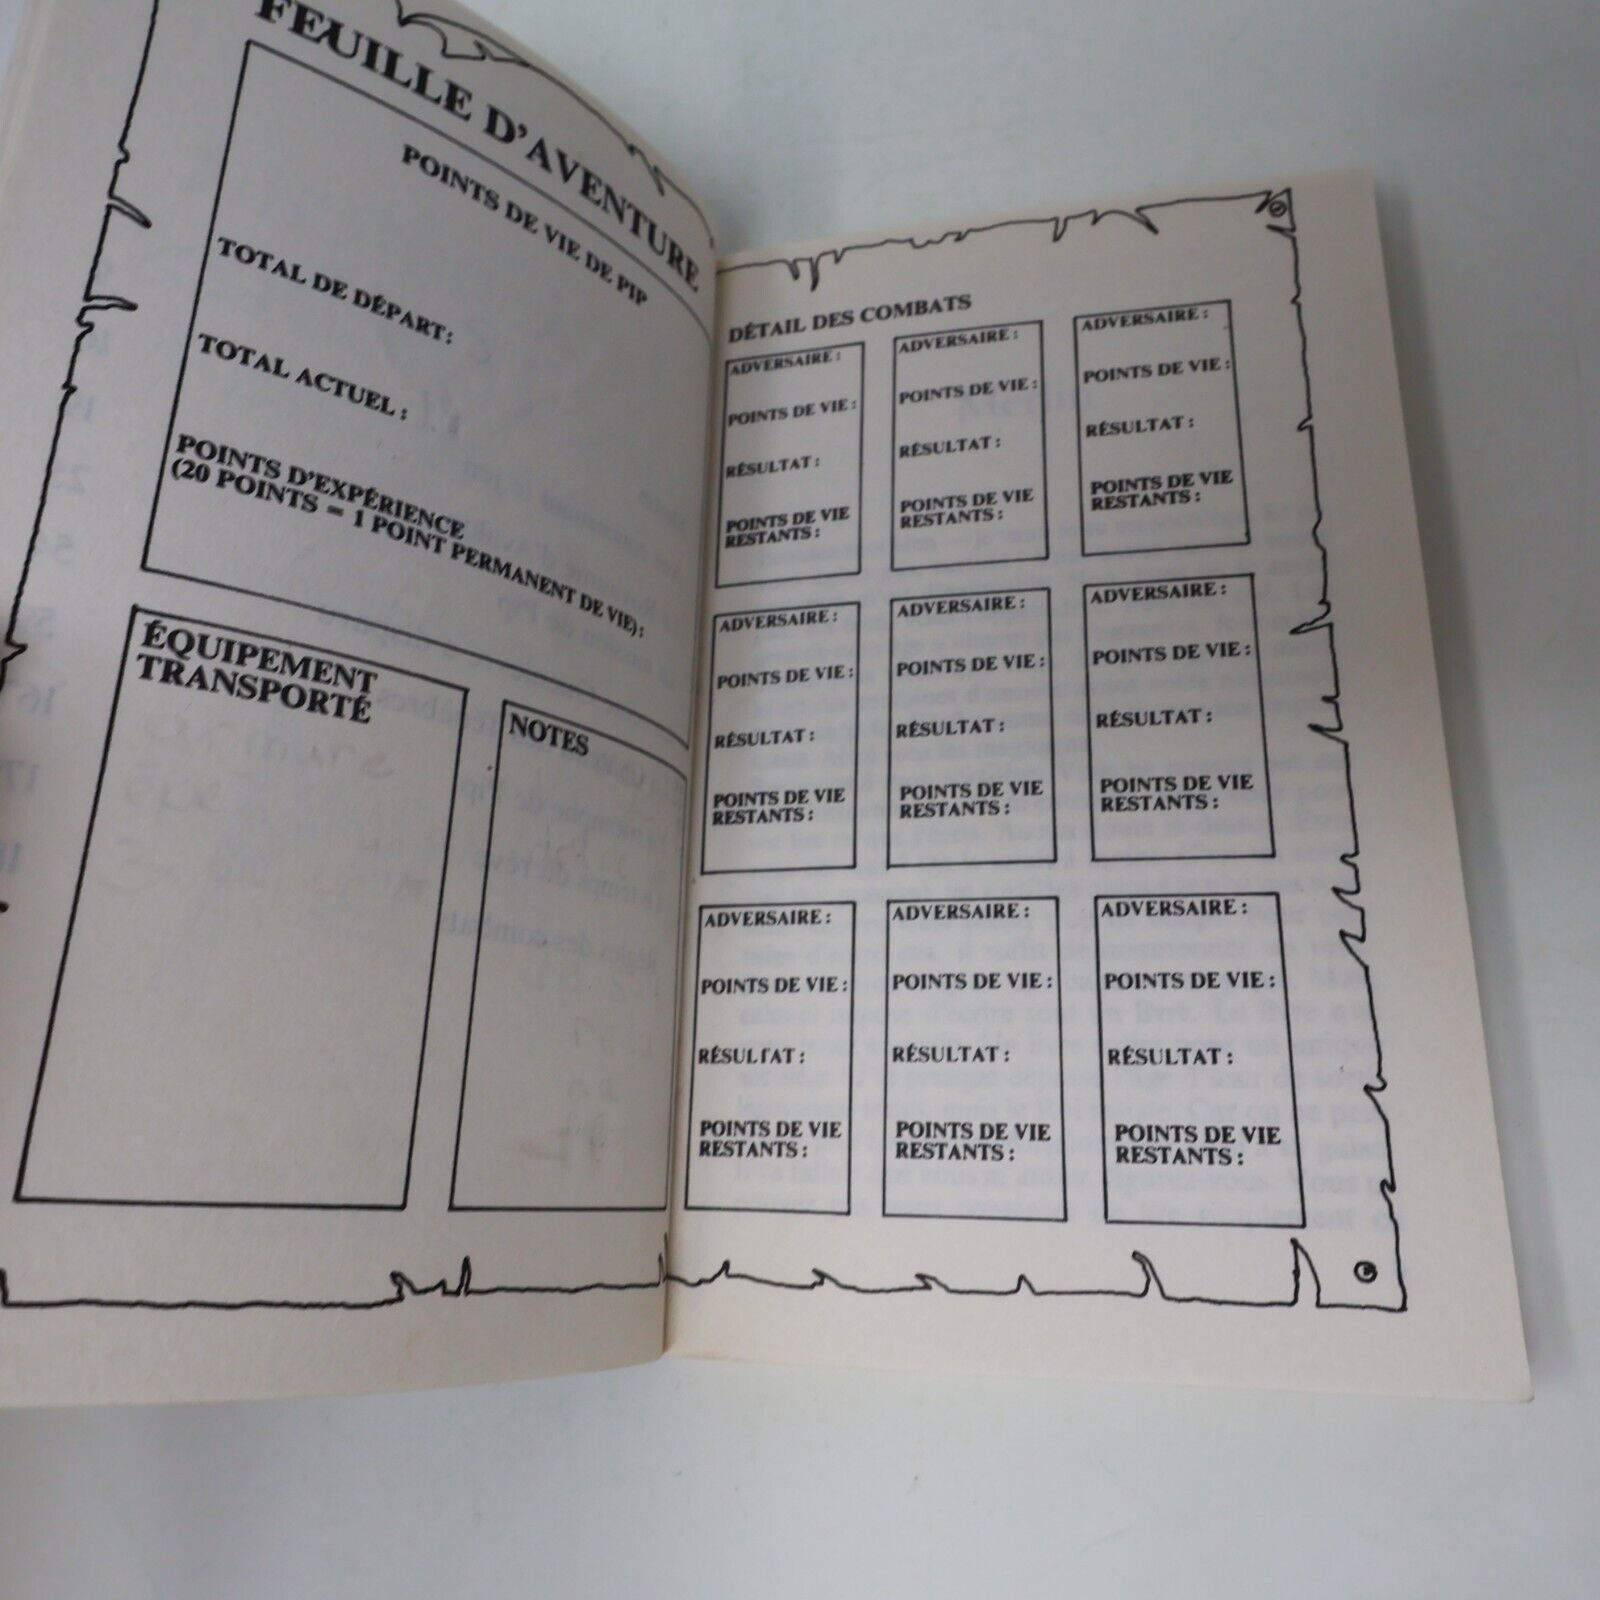 FEUILLE D'AVENTURE
POINTS DE VIE DE PIP
TOTAL DE DÉPART :
TOTAL ACTUEL :
POINTS D'EXPÉRIENCE
(20 POINTS = 1 POINT PERMANENT DE VIE) :
ÉQUIPEMENT
TRANSPORTÉ
NOTES
DÉTAIL DES COMBATS
ADVERSAIRE :
POINTS DE VIE :
RÉSULTAT :
POINTS DE VIE
RESTANTS :
ADVERSAIRE :
POINTS DE VIE :
RÉSULTAT :
POINTS DE VIE
RESTANTS :
ADVERSAIRE :
POINTS DE VIE :
RÉSULTAT :
POINTS DE VIE
RESTANTS :
ADVERSAIRE :
POINTS DE VIE :
RÉSULTAT :
POINTS DE VIE
RESTANTS :
ADVERSAIRE :
POINTS DE VIE :
RÉSULTAT :
POINTS DE VIE
RESTANTS :
ADVERSAIRE :
POINTS DE VIE :
RÉSULTAT :
POINTS DE VIE
RESTANTS :
ADVERSAIRE :
POINTS DE VIE :
RÉSULTAT :
POINTS DE VIE
RESTANTS :
ADVERSAIRE :
POINTS DE VIE :
RÉSULTAT :
POINTS DE VIE
RESTANTS :
ADVERSAIRE :
POINTS DE VIE :
RÉSULTAT :
POINTS DE VIE
RESTANTS :